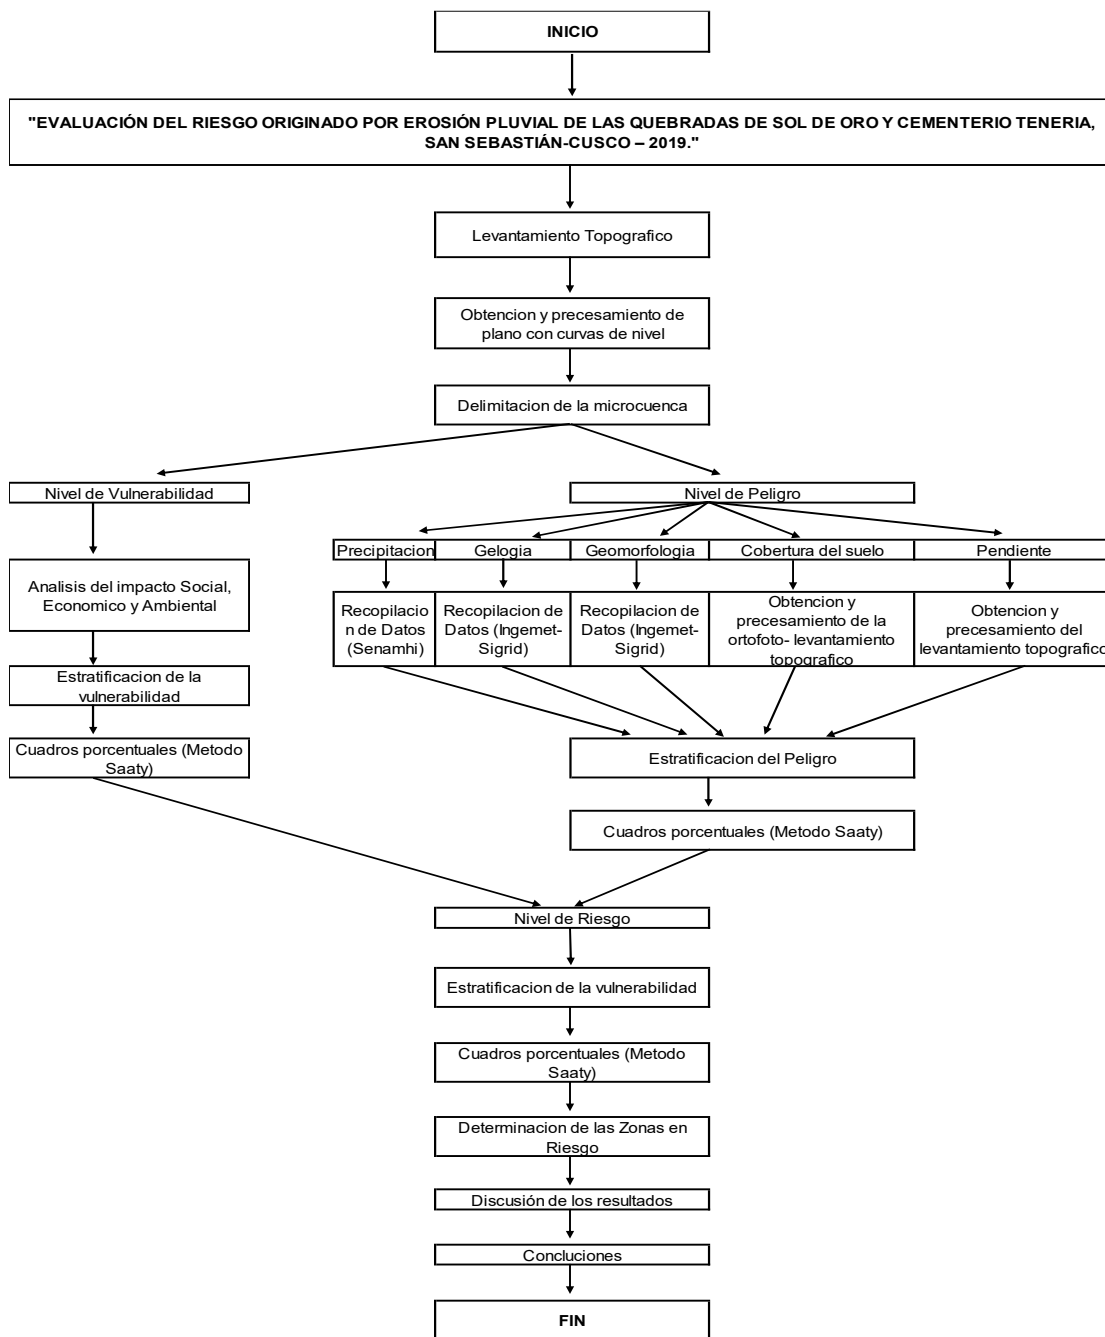 INICIO
"EVALUACIÓN DEL RIESGO ORIGINADO POR EROSIÓN PLUVIAL DE LAS QUEBRADAS DE SOL DE ORO Y CEMENTERIO TENERIA,
SAN SEBASTIÁN-CUSCO – 2019."
Levantamiento Topografico
Obtencion y precesamiento de
plano con curvas de nivel
Delimitacion de la microcuenca
Nivel de Vulnerabilidad
Analisis del impacto Social,
Economico y Ambiental
Estratificacion de la
vulnerabilidad
Cuadros porcentuales (Metodo
Saaty)
Nivel de Peligro
Precipitacion
Gelogia
Geomorfologia
Cobertura del suelo
Pendiente
Recopilacio
n de Datos
(Senamhi)
Recopilacion de
Datos (Ingemet-
Sigrid)
Recopilacion de
Datos (Ingemet-
Sigrid)
Obtencion y
precesamiento de la
ortofoto- levantamiento
topografico
Obtencion y
precesamiento del
levantamiento topografico
Estratificacion del Peligro
Cuadros porcentuales (Metodo Saaty)
Nivel de Riesgo
Estratificacion de la vulnerabilidad
Cuadros porcentuales (Metodo
Saaty)
Determinacion de las Zonas en
Riesgo
Discusión de los resultados
Concluciones
FIN